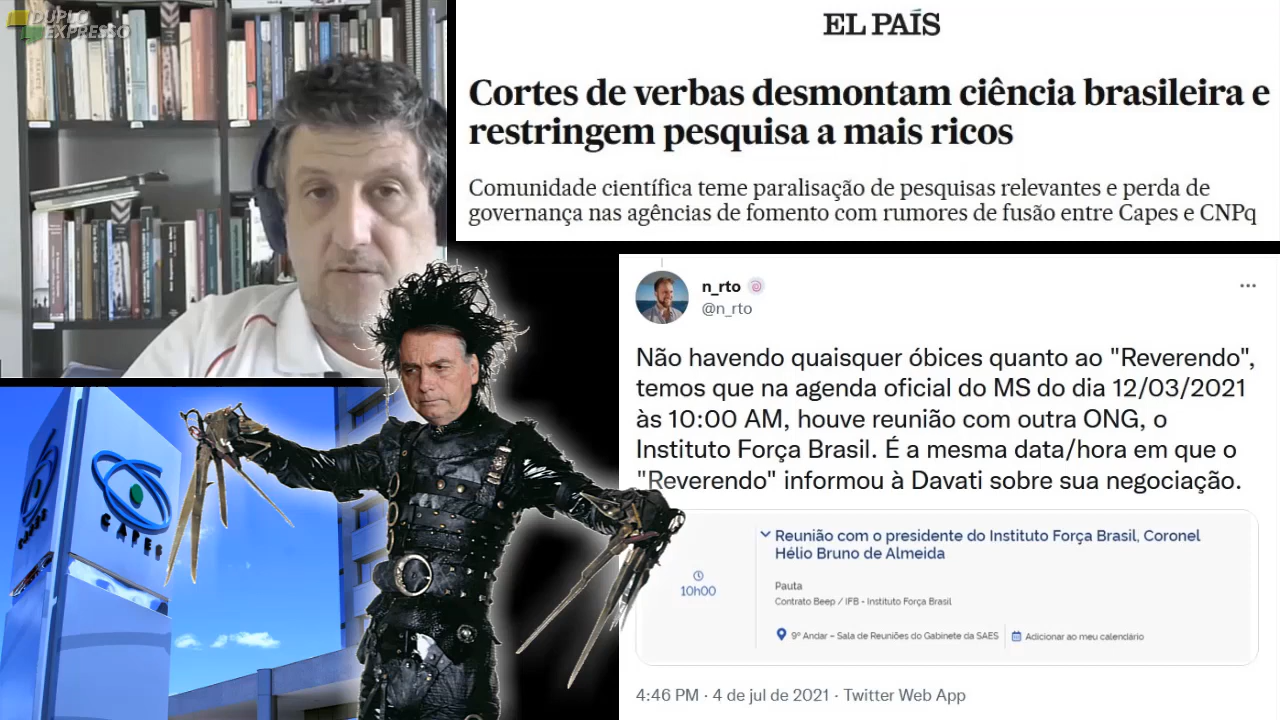 DUPLO
EXPRESSO
EL PAÍS
Cortes de verbas desmontam ciência brasileira e
restringem pesquisa a mais ricos
Comunidade científica teme paralisação de pesquisas relevantes e perda de
governança nas agências de fomento com rumores de fusão entre Capes e CNPq
n_rto
@n_rto
Não havendo quaisquer óbices quanto ao "Reverendo",
temos que na agenda oficial do MS do dia 12/03/2021
às 10:00 AM, houve reunião com outra ONG, o
Instituto Força Brasil. É a mesma data/hora em que o
"Reverendo" informou à Davati sobre sua negociação.
10h00
Reunião com o presidente do Instituto Força Brasil, Coronel
Hélio Bruno de Almeida
Pauta
Contrato Beep / IFB - Instituto Força Brasil
9º Andar – Sala de Reuniões do Gabinete da SAES
Adicionar ao meu calendário
4:46 PM · 4 de jul de 2021 · Twitter Web App
CAPES
CAPES